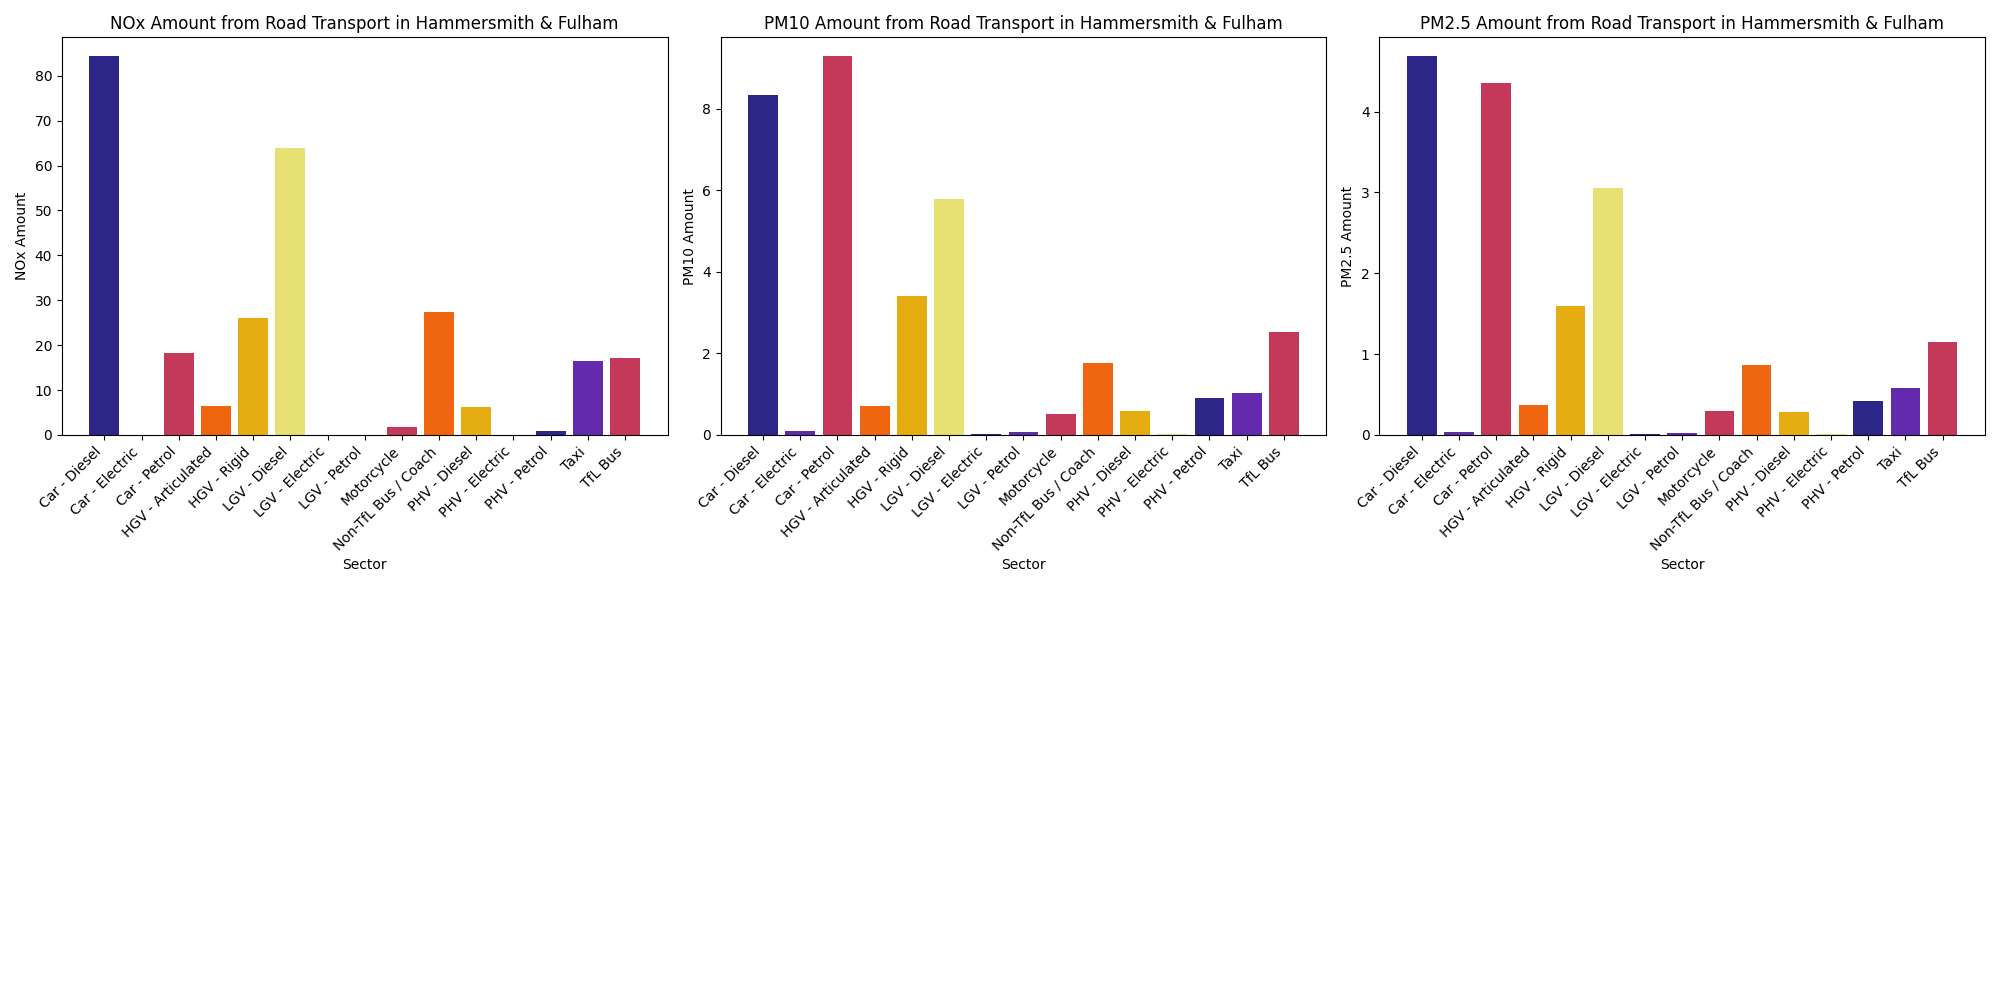 NOx Amount from Road Transport in Hammersmith & Fulham
NOx Amount
80
70
60
50
40
30
20
10
0
Car - Diesel
Car - Electric
Car - Petrol
HGV - Articulated
HGV - Rigid
LGV - Diesel
LGV - Electric
LGV - Petrol
Motorcycle
Non-TfL Bus / Coach
PHV - Diesel
PHV - Electric
PHV - Petrol
Taxi
TfL Bus
Sector
PM10 Amount from Road Transport in Hammersmith & Fulham
PM10 Amount
8
6
4
2
0
Car - Diesel
Car - Electric
Car - Petrol
HGV - Articulated
HGV - Rigid
LGV - Diesel
LGV - Electric
LGV - Petrol
Motorcycle
Non-TfL Bus / Coach
PHV - Diesel
PHV - Electric
PHV - Petrol
Taxi
TfL Bus
Sector
PM2.5 Amount from Road Transport in Hammersmith & Fulham
PM2.5 Amount
4
3
2
1
0
Car - Diesel
Car - Electric
Car - Petrol
HGV - Articulated
HGV - Rigid
LGV - Diesel
LGV - Electric
LGV - Petrol
Motorcycle
Non-TfL Bus / Coach
PHV - Diesel
PHV - Electric
PHV - Petrol
Taxi
TfL Bus
Sector